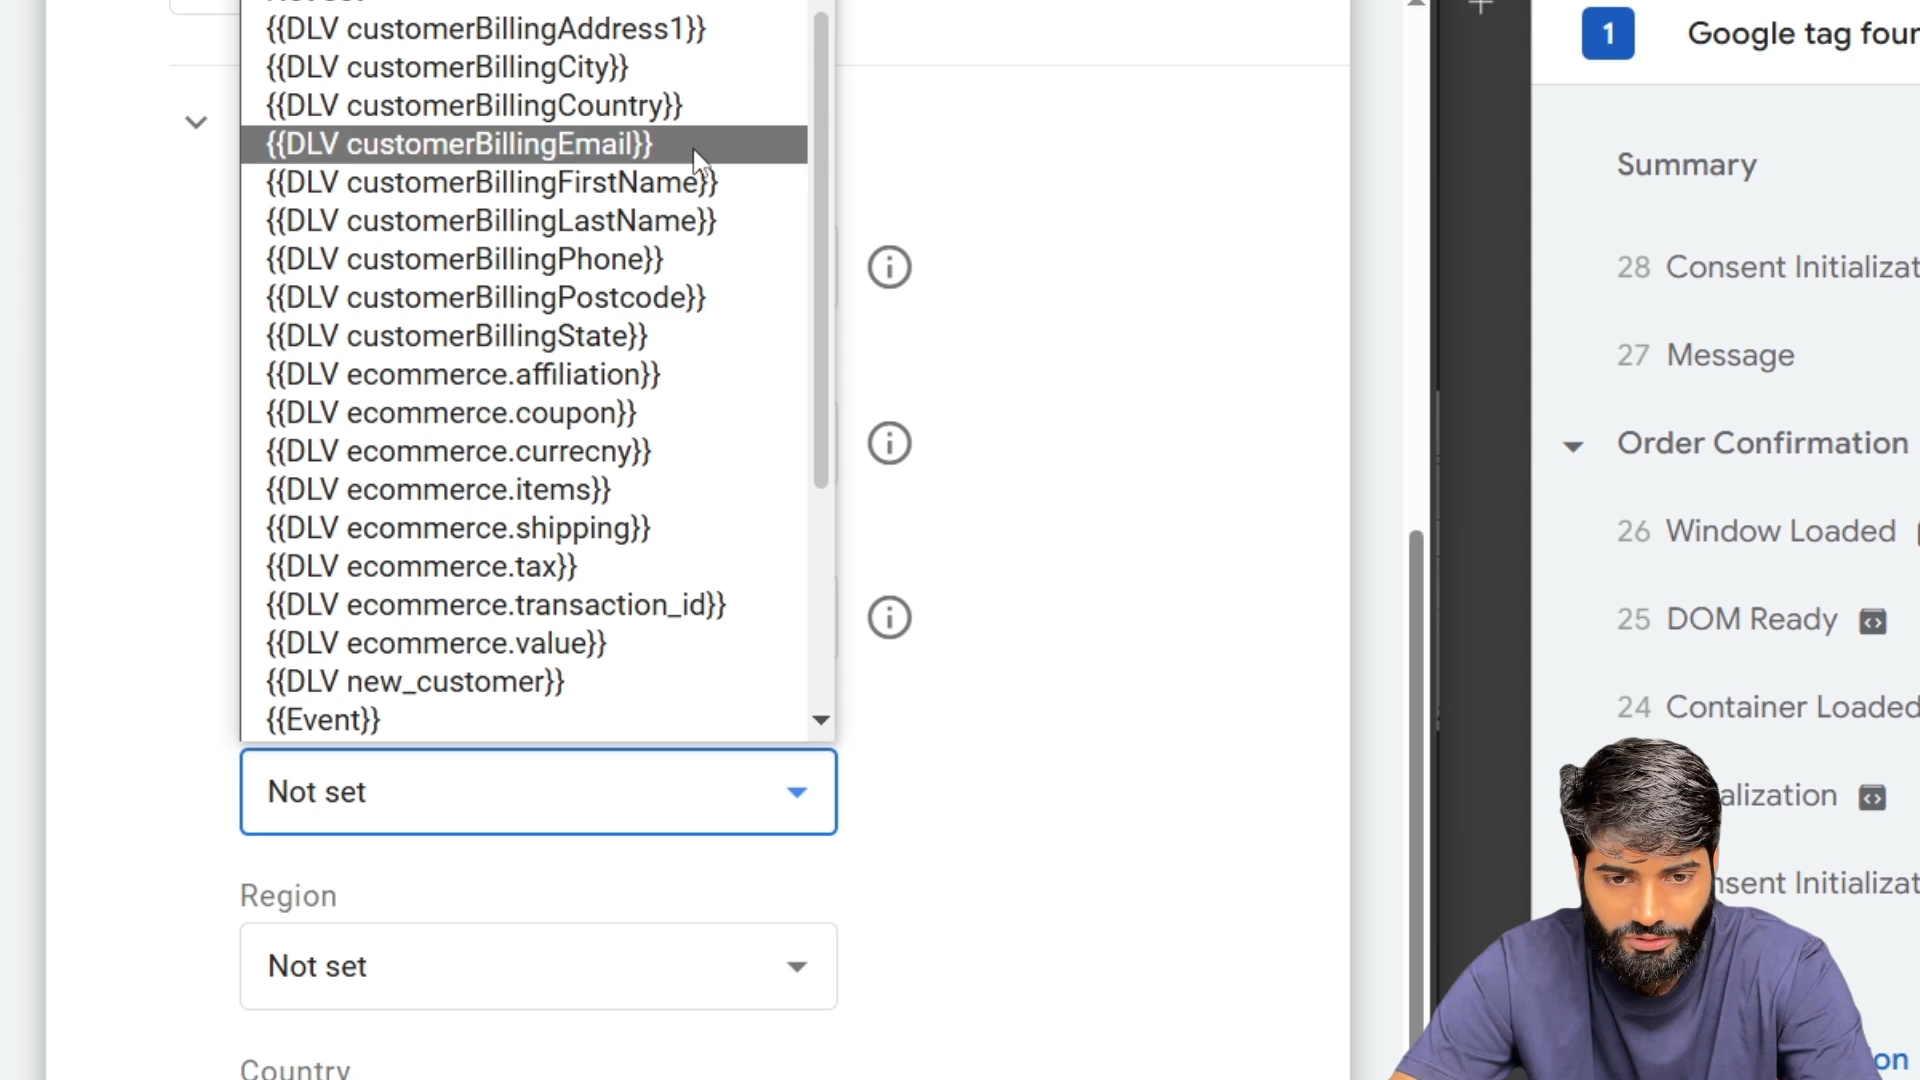 {{DLV customerBillingAddress1}}
{{DLV customerBillingCity}}
{{DLV customerBillingCountry}}
{{DLV customerBillingEmail}}
{{DLV customerBillingFirstName}}
{{DLV customerBillingLastName}}
{{DLV customerBillingPhone}}
{{DLV customerBillingPostcode}}
{{DLV customerBillingState}}
{{DLV ecommerce.affiliation}}
{{DLV ecommerce.coupon}}
{{DLV ecommerce.currecny}}
{{DLV ecommerce.items}}
{{DLV ecommerce.shipping}}
{{DLV ecommerce.tax}}
{{DLV ecommerce.transaction_id}}
{{DLV ecommerce.value}}
{{DLV new_customer}}
{{Event}}
Not set
Region
Not set
Country
1 Google tag four
Summary
28 Consent Initializat
27 Message
Order Confirmation
26 Window Loaded
25 DOM Ready
24 Container Loaded
alization
nsent Initializat
on